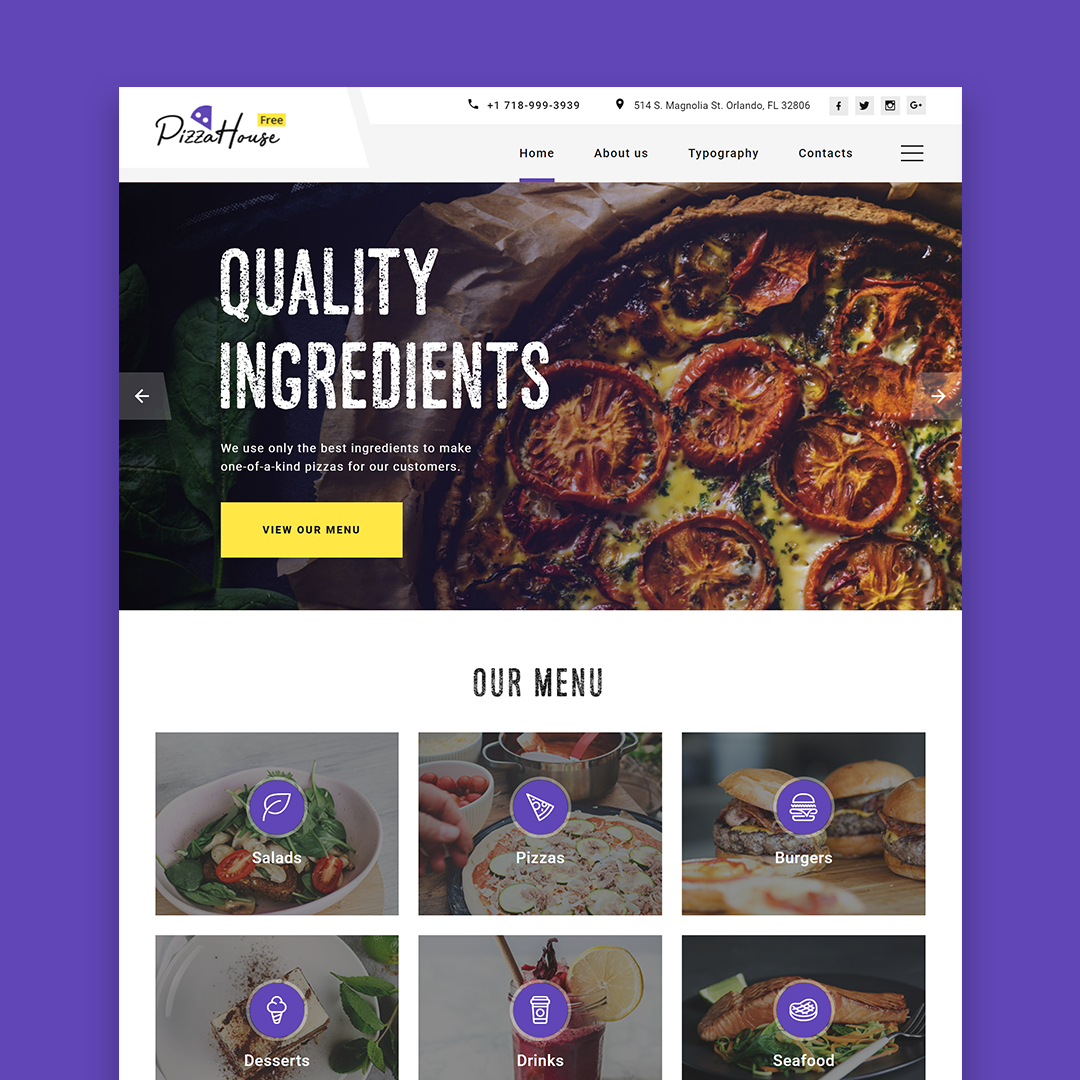 PizzaHouse Free
+1 718-999-3939
514 S. Magnolia St. Orlando, FL 32806
f
G+
Home
About us
Typography
Contacts
QUALITY
INGREDIENTS
We use only the best ingredients to make
one-of-a-kind pizzas for our customers.
VIEW OUR MENU
OUR MENU
Salads
Pizzas
Burgers
Desserts
Drinks
Seafood